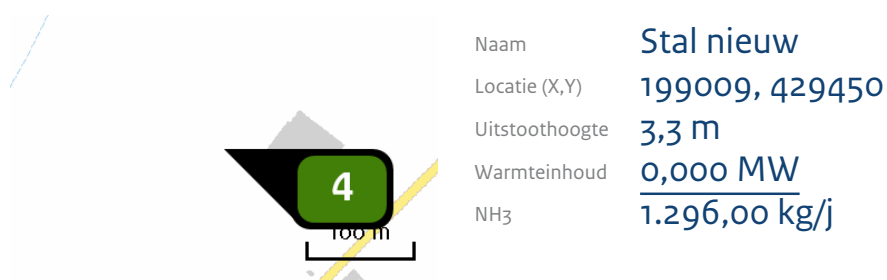 4
100 m
Naam Stal nieuw
Locatie (X,Y) 199009, 429450
Uitstoothoogte 3,3 m
Warmteinhoud 0,000 MW
NH3 1.296,00 kg/j